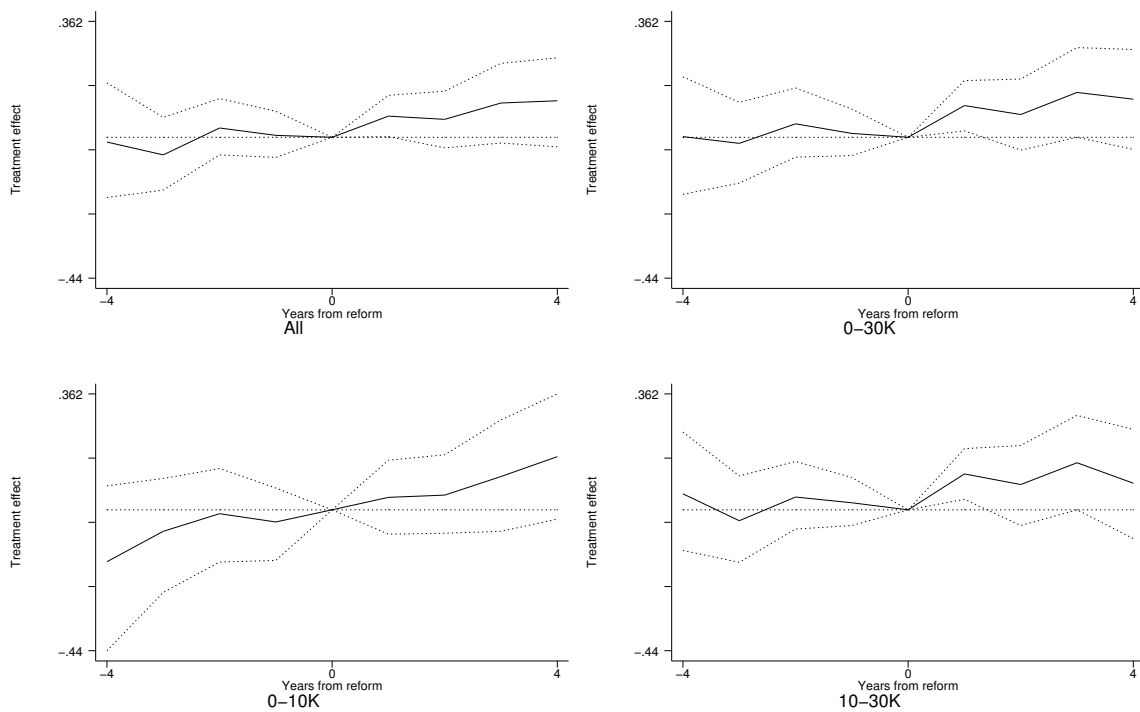 .362
Treatment effect
−.44
−4
0
4
Years from reform
All
.362
Treatment effect
−.44
−4
0
4
Years from reform
0−30K
.362
Treatment effect
−.44
−4
0
4
Years from reform
0−10K
.362
Treatment effect
−.44
−4
0
4
Years from reform
10−30K